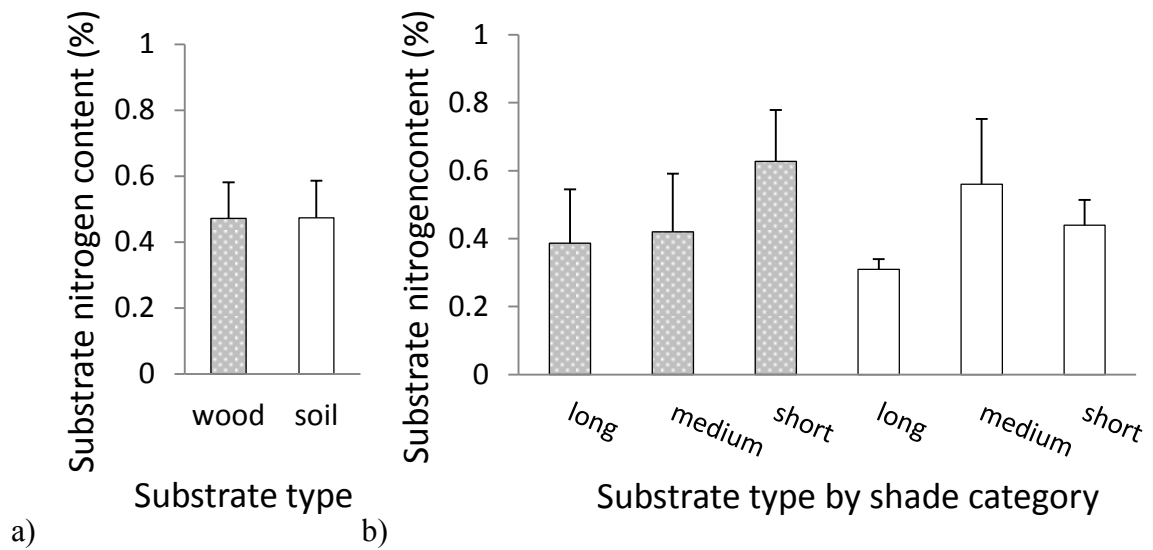 Substrate nitrogen content (%)
1
0.8
0.6
0.4
0.2
0
wood soil
Substrate type
a)
Substrate nitrogencontent (%)
1
0.8
0.6
0.4
0.2
0
long medium short long medium short
Substrate type by shade category
b)